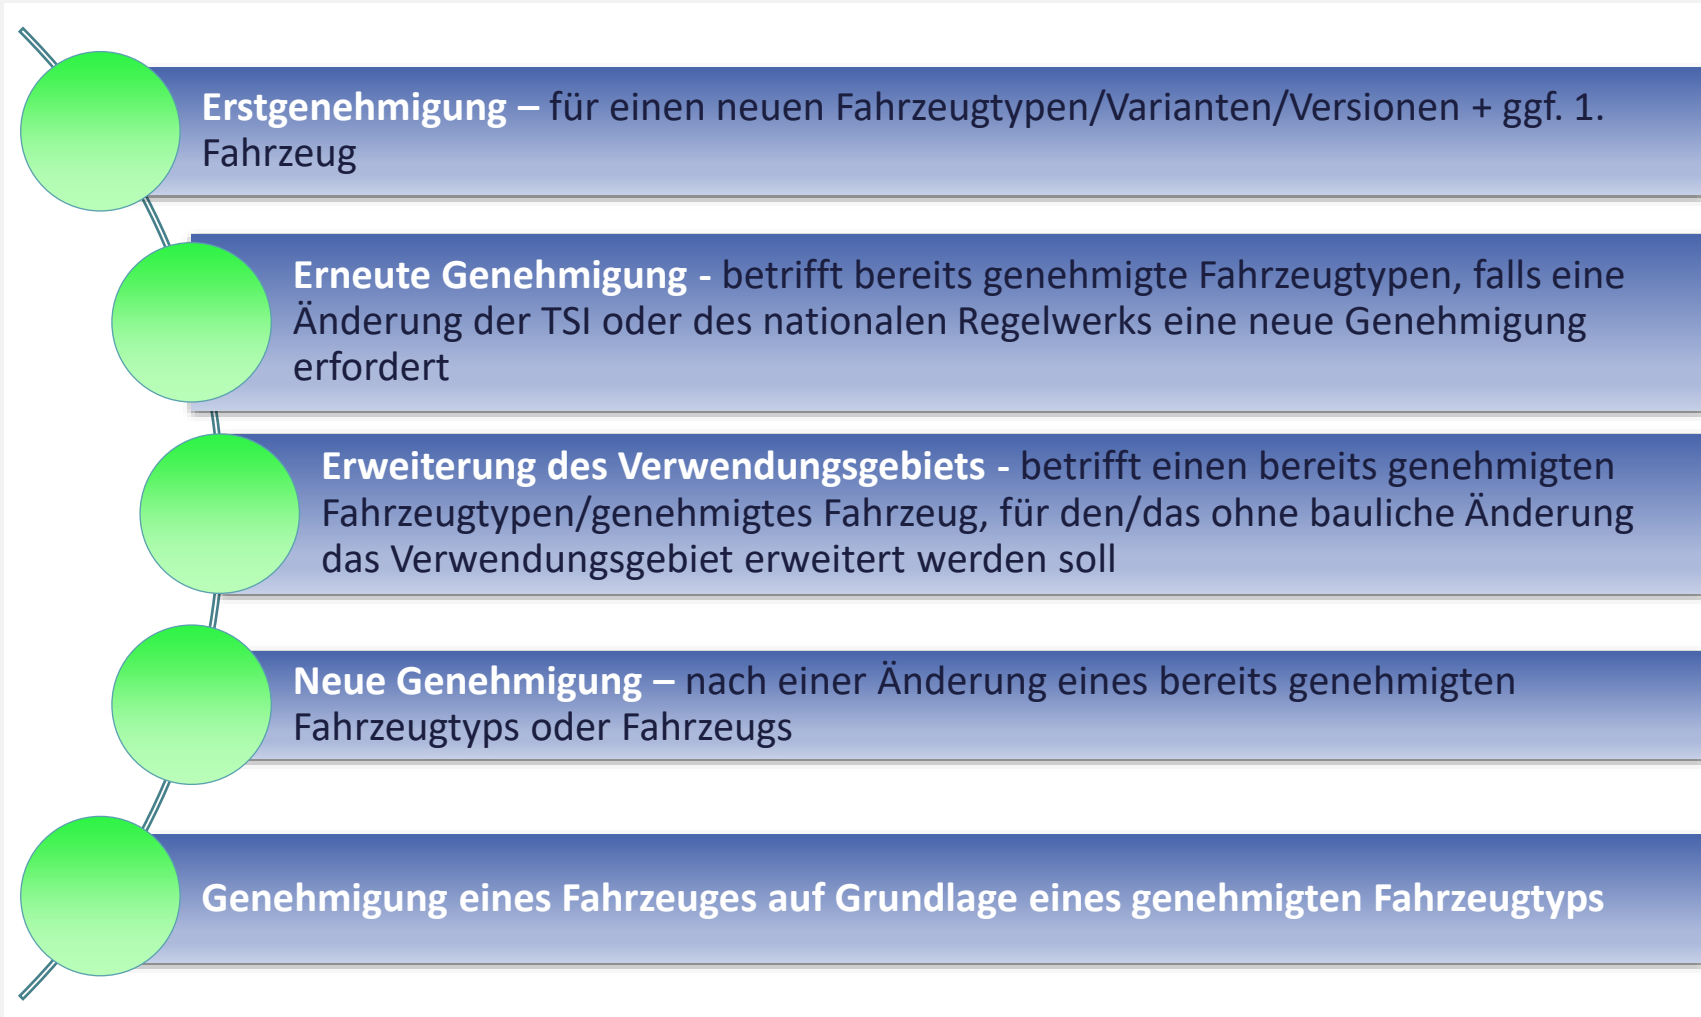 Erstgenehmigung – für einen neuen Fahrzeugtypen/Varianten/Versionen + ggf. 1.
Fahrzeug
Erneute Genehmigung - betrifft bereits genehmigte Fahrzeugtypen, falls eine
Änderung der TSI oder des nationalen Regelwerks eine neue Genehmigung
erfordert
Erweiterung des Verwendungsgebiets - betrifft einen bereits genehmigten
Fahrzeugtypen/genehmigtes Fahrzeug, für den/das ohne bauliche Änderung
das Verwendungsgebiet erweitert werden soll
Neue Genehmigung – nach einer Änderung eines bereits genehmigten
Fahrzeugtyps oder Fahrzeugs
Genehmigung eines Fahrzeuges auf Grundlage eines genehmigten Fahrzeugtyps